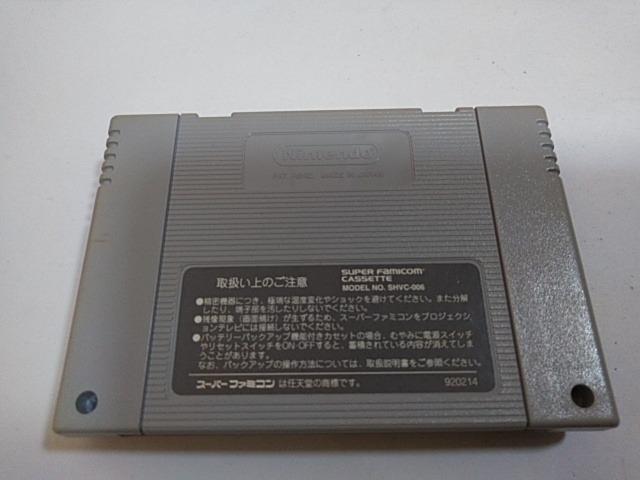 Nintendo
PAT. PEND. MADE IN JAPAN
取扱い上のご注意
SUPER FAMICOM
CASSETTE
MODEL NO. SHVC-006
●精密機器につき、極端な温度変化やショックを避けてください。また分解
したり、端子部を汚したりしないでください。
●残像現象(画面焼け)が生ずるため、スーパーファミコンをプロジェクシ
ョンテレビには接続しないでください。
●バッテリーバックアップ機能付きカセットの場合、むやみに電源スイッチ
やリセットスイッチをON・OFFすると、蓄積されている内容が消えてしま
うことがあります。
なお、バックアップの操作方法については、取扱説明書をご参照ください。
スーパーファミコン は任天堂の商標です。
920214